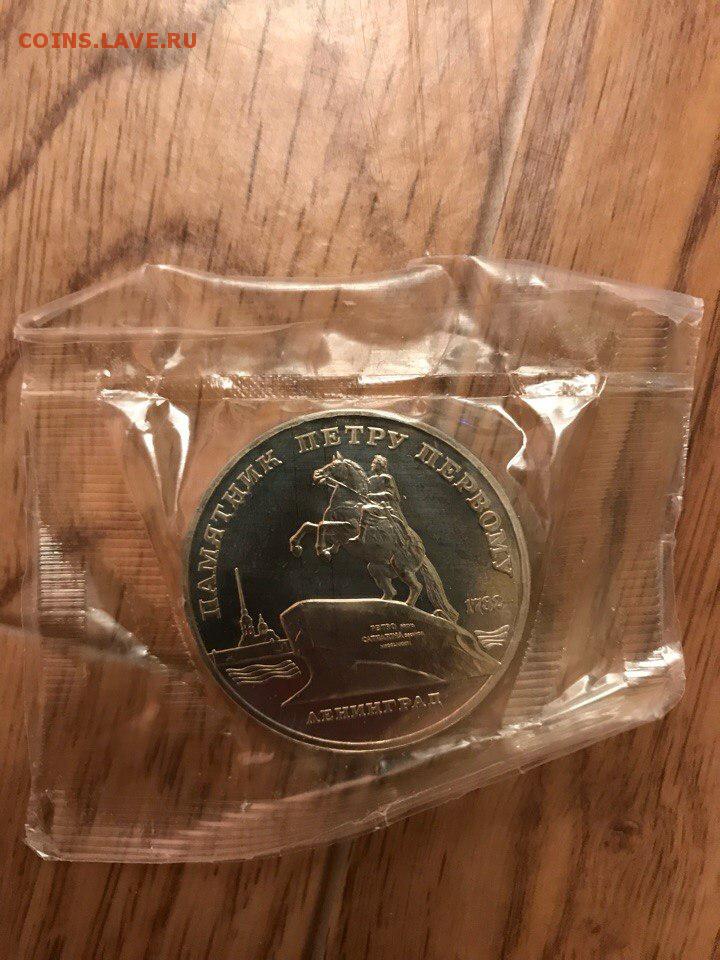 COINS.LAVE.RU
ПАМЯТНИК ПЕТРУ ПЕРВОМУ
1782
ЛЕНИНГРАД